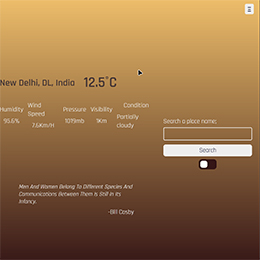 New Delhi, DL, India 12.5°C
Humidity Wind Speed Pressure Visibility Condition
95.6% 7.6Km/H 1019mb 1Km Partially cloudy
Search a place name:
Search
Men And Women Belong To Different Species And
Communications Between Them Is Still In Its
Infancy.
-Bill Cosby